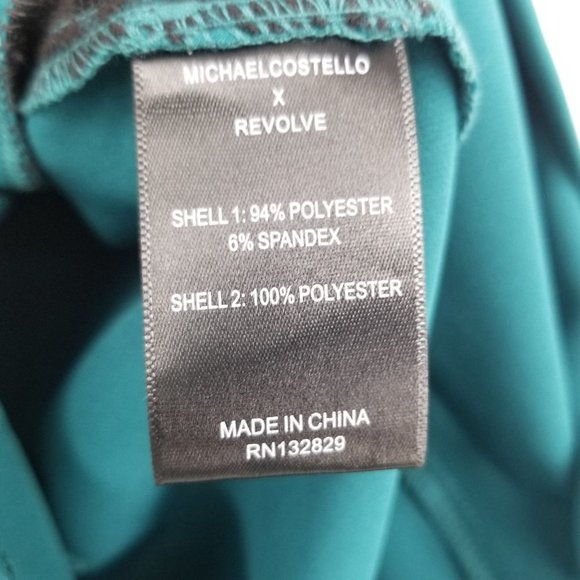 MICHAELCOSTELLO
X
REVOLVE
SHELL 1: 94% POLYESTER
6% SPANDEX
SHELL 2: 100% POLYESTER
MADE IN CHINA
RN132829